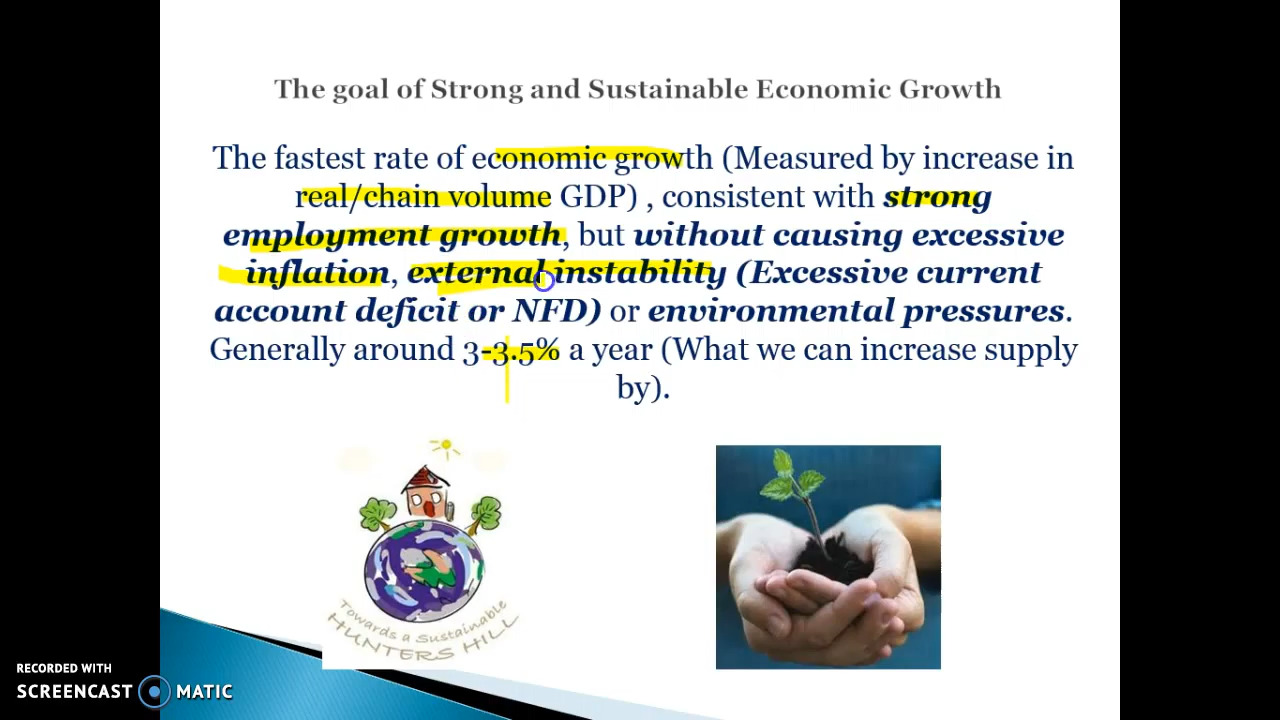 The goal of Strong and Sustainable Economic Growth
The fastest rate of economic growth (Measured by increase in
real/chain volume GDP) , consistent with strong
employment growth, but without causing excessive
inflation, external instability (Excessive current
account deficit or NFD) or environmental pressures.
Generally around 3-3.5% a year (What we can increase supply
by).
Towards a Sustainable
HUNTERS HILL
RECORDED WITH
SCREENCAST MATIC